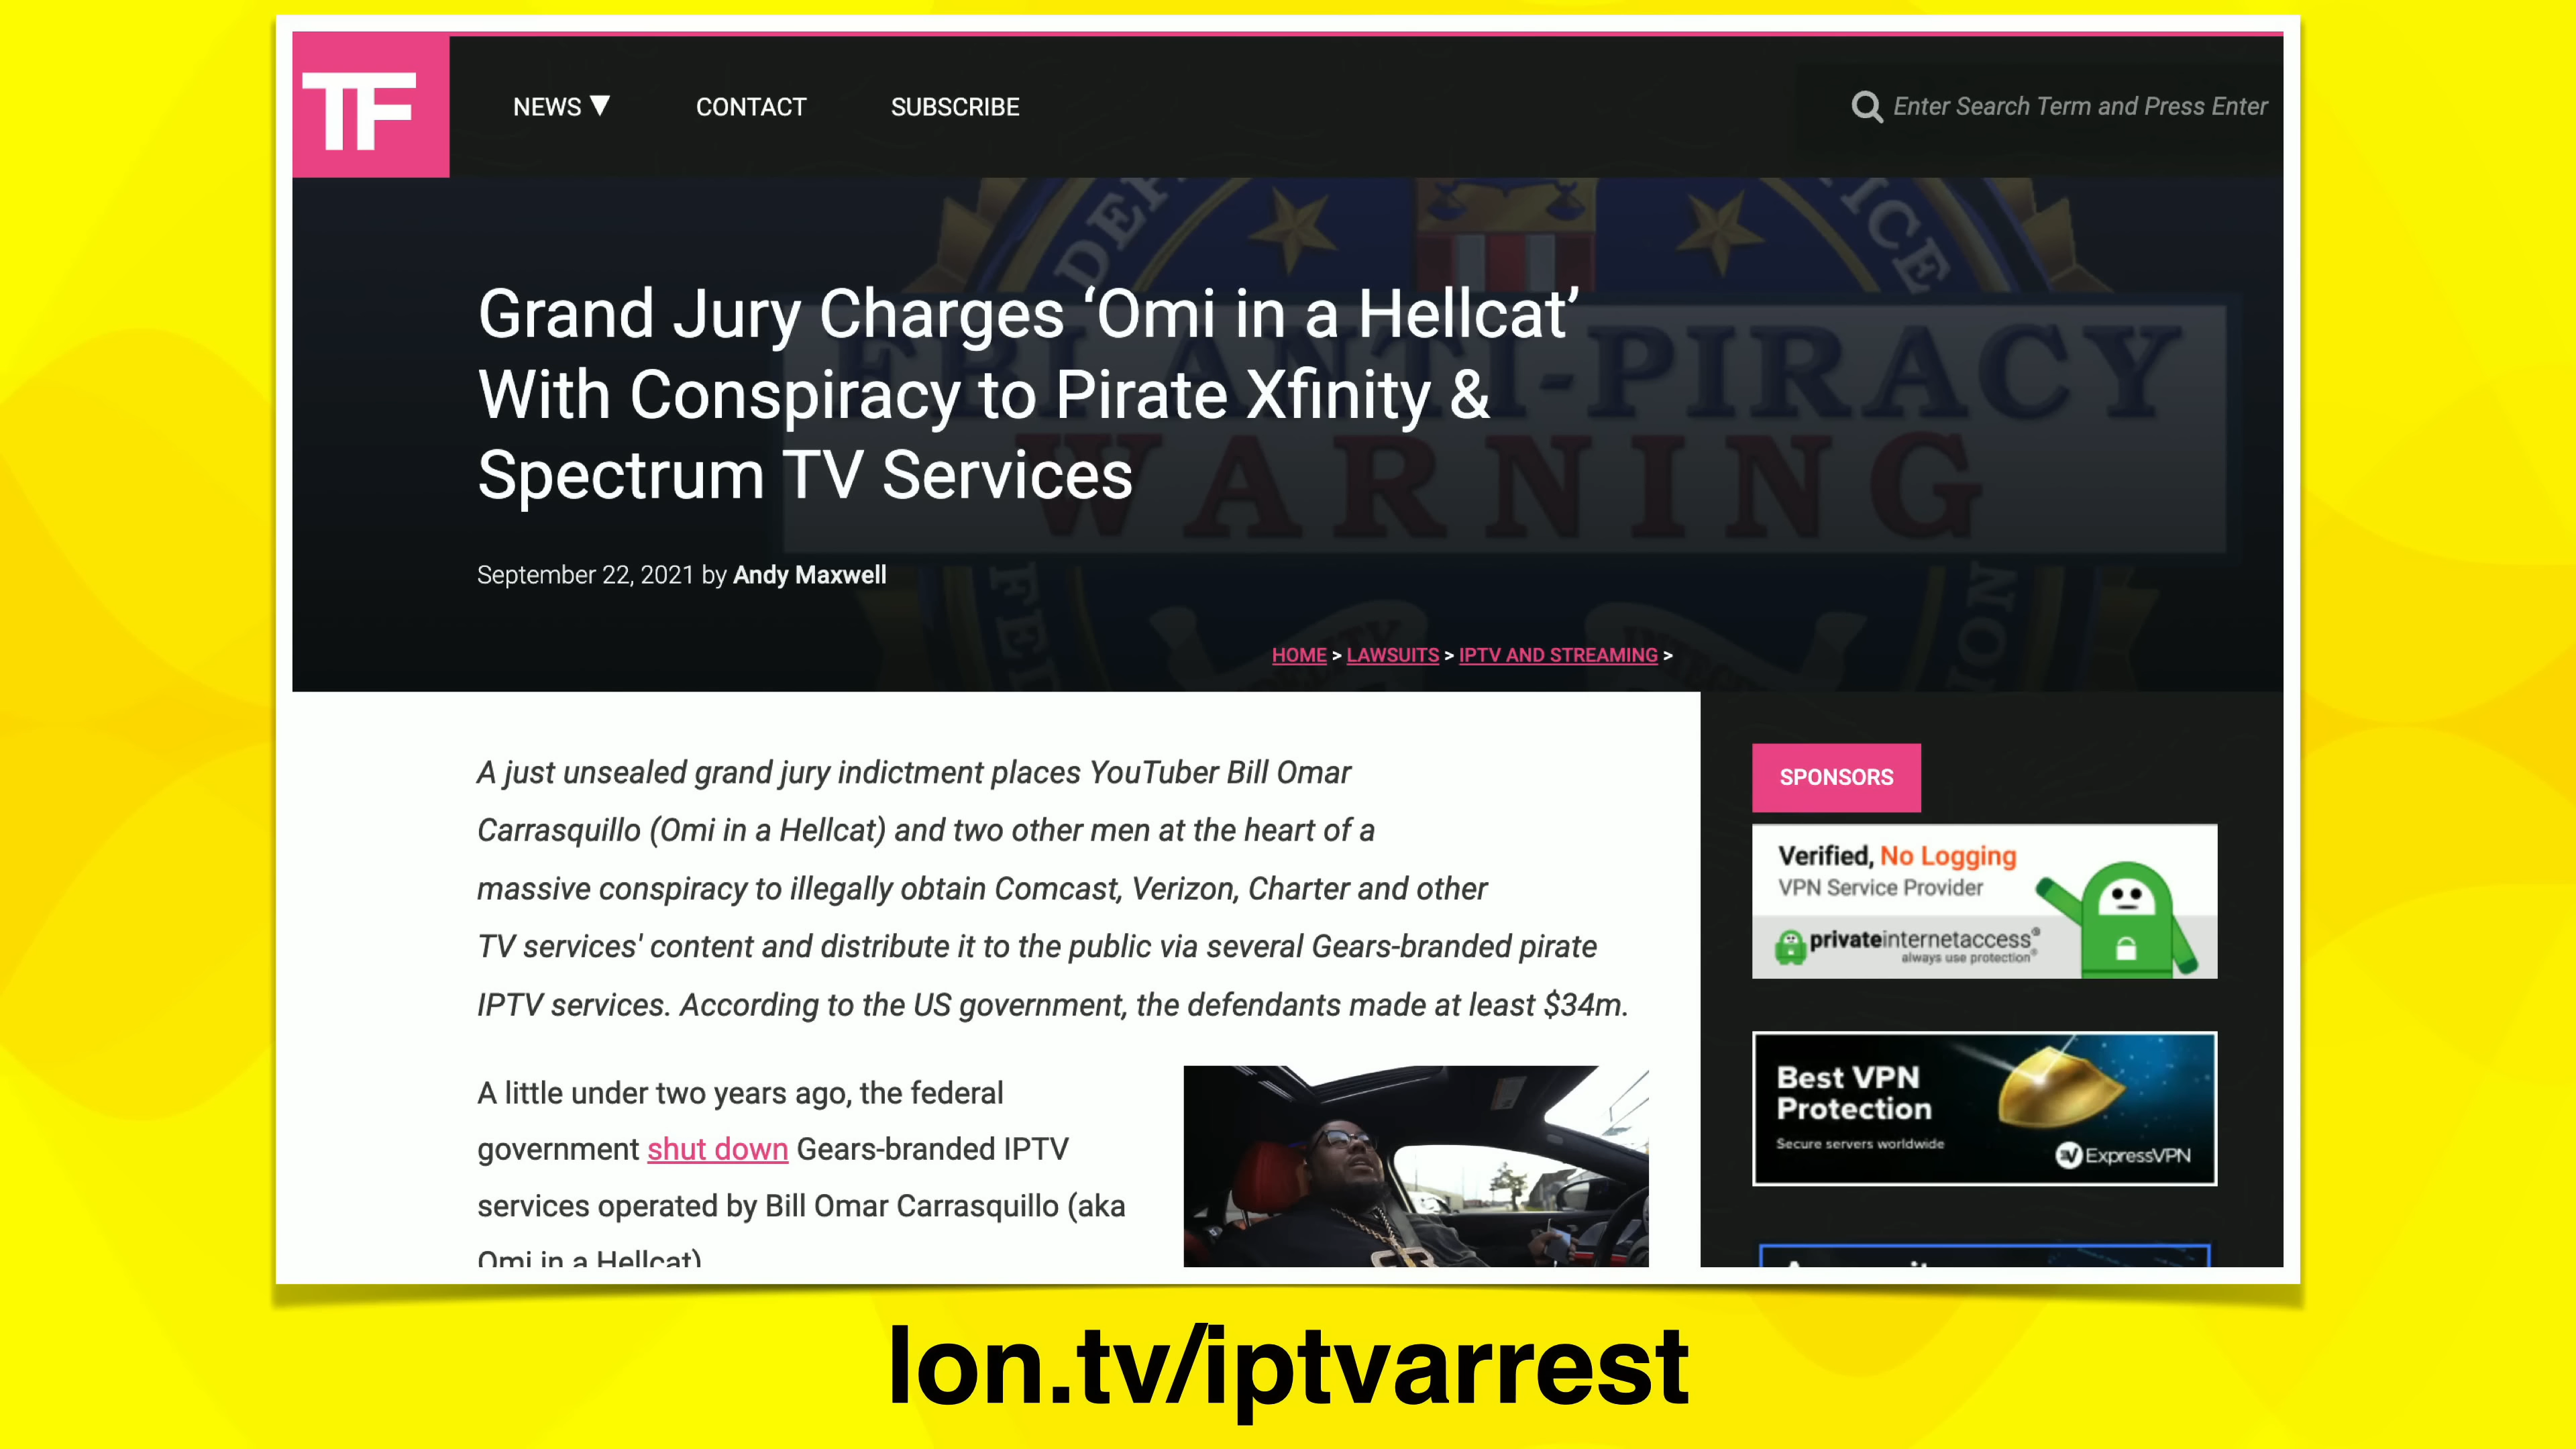 TF
NEWS ▼
CONTACT
SUBSCRIBE
Enter Search Term and Press Enter
FBI ANTI-PIRACY
WARNING
Grand Jury Charges ‘Omi in a Hellcat’
With Conspiracy to Pirate Xfinity &
Spectrum TV Services
September 22, 2021 by Andy Maxwell
HOME > LAWSUITS > IPTV AND STREAMING >
A just unsealed grand jury indictment places YouTuber Bill Omar
Carrasquillo (Omi in a Hellcat) and two other men at the heart of a
massive conspiracy to illegally obtain Comcast, Verizon, Charter and other
TV services' content and distribute it to the public via several Gears-branded pirate
IPTV services. According to the US government, the defendants made at least $34m.
A little under two years ago, the federal
government shut down Gears-branded IPTV
services operated by Bill Omar Carrasquillo (aka
Omi in a Hellcat)
SPONSORS
Verified, No Logging
VPN Service Provider
privateinternetaccess®
always use protection®
Best VPN
Protection
Secure servers worldwide
ExpressVPN
lon.tv/iptvarrest